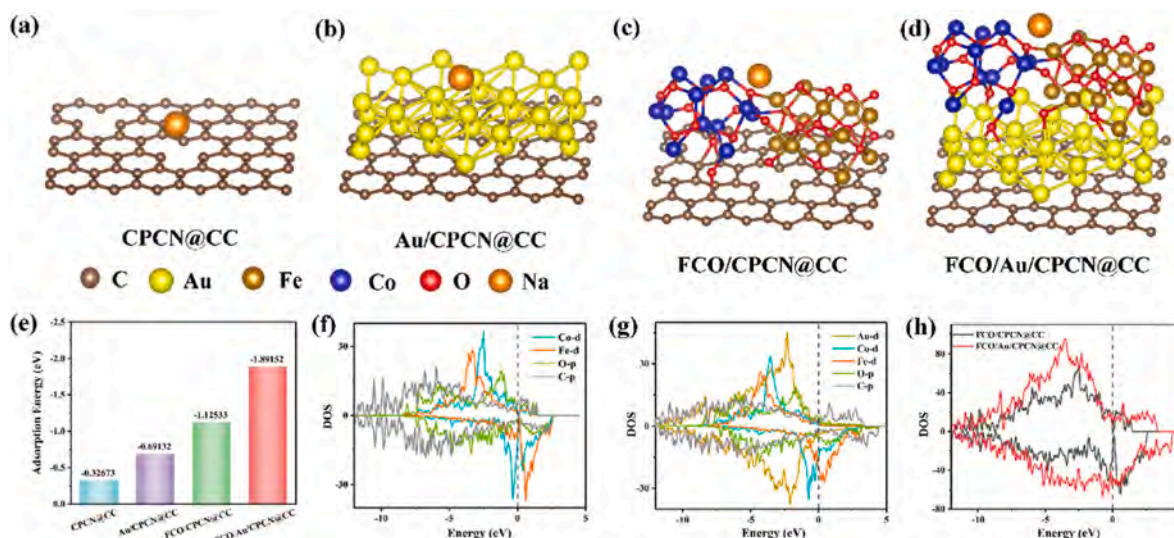 (a)
(b)
(c)
(d)
CPCN@CC
Au/CPCN@CC
FCO/CPCN@CC
FCO/Au/CPCN@CC
C
Au
Fe
Co
O
Na
(e)
Adsorption Energy (eV)
-2.5
-2.0
-1.0
-0.5
0.0
-0.32673
-0.69132
-1.12533
-1.89152
CPCN@CC
Au/CPCN@CC
FCO/CPCN@CC
FCO/Au/CPCN@CC
(f)
Co-d
Fe-d
O-p
C-p
DOS
30
0
-30
-10
-5
0
5
Energy (eV)
(g)
Au-d
Co-d
Fe-d
O-p
C-p
DOS
30
0
-30
-10
-5
0
5
Energy (eV)
(h)
FCO/CPCN@CC
FCO/Au/CPCN@CC
DOS
80
40
0
-40
-10
-5
0
Energy (eV)